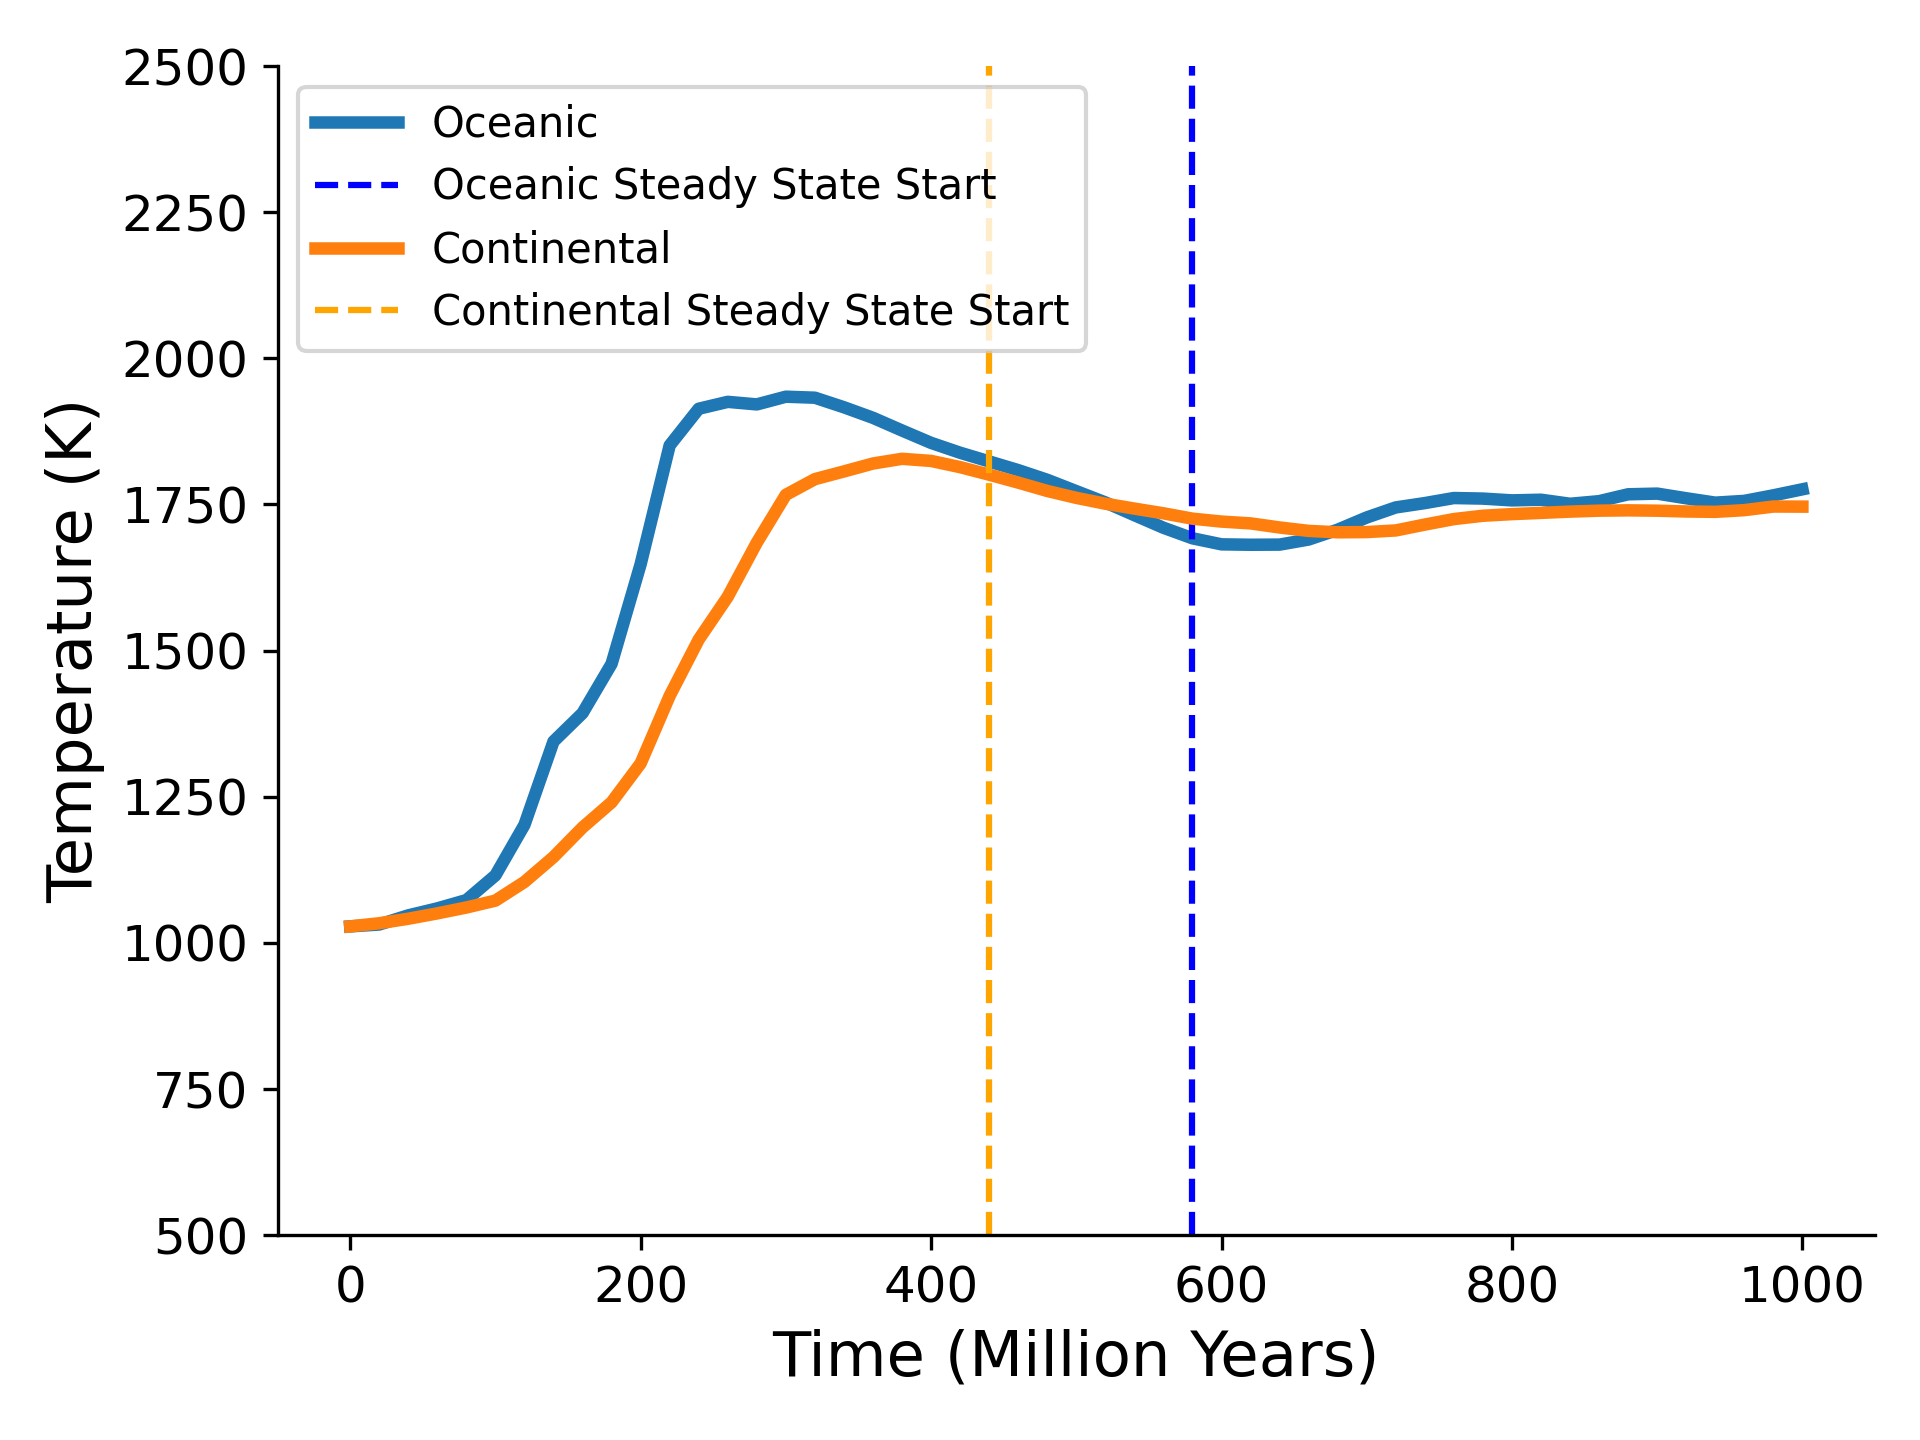 2500
2250
2000
1750
1500
1250
1000
750
500
Temperature (K)
Oceanic
Oceanic Steady State Start
Continental
Continental Steady State Start
0 200 400 600 800 1000
Time (Million Years)